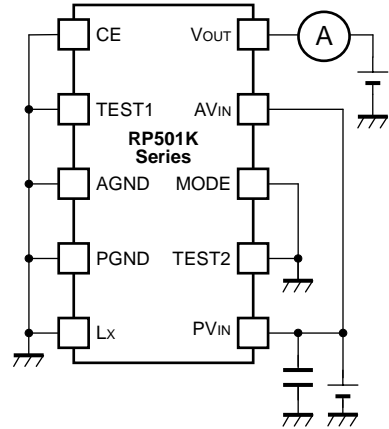 CE
VOUT
A
TEST1
AVIN
RP501K
Series
AGND
MODE
PGND
TEST2
LX
PVIN